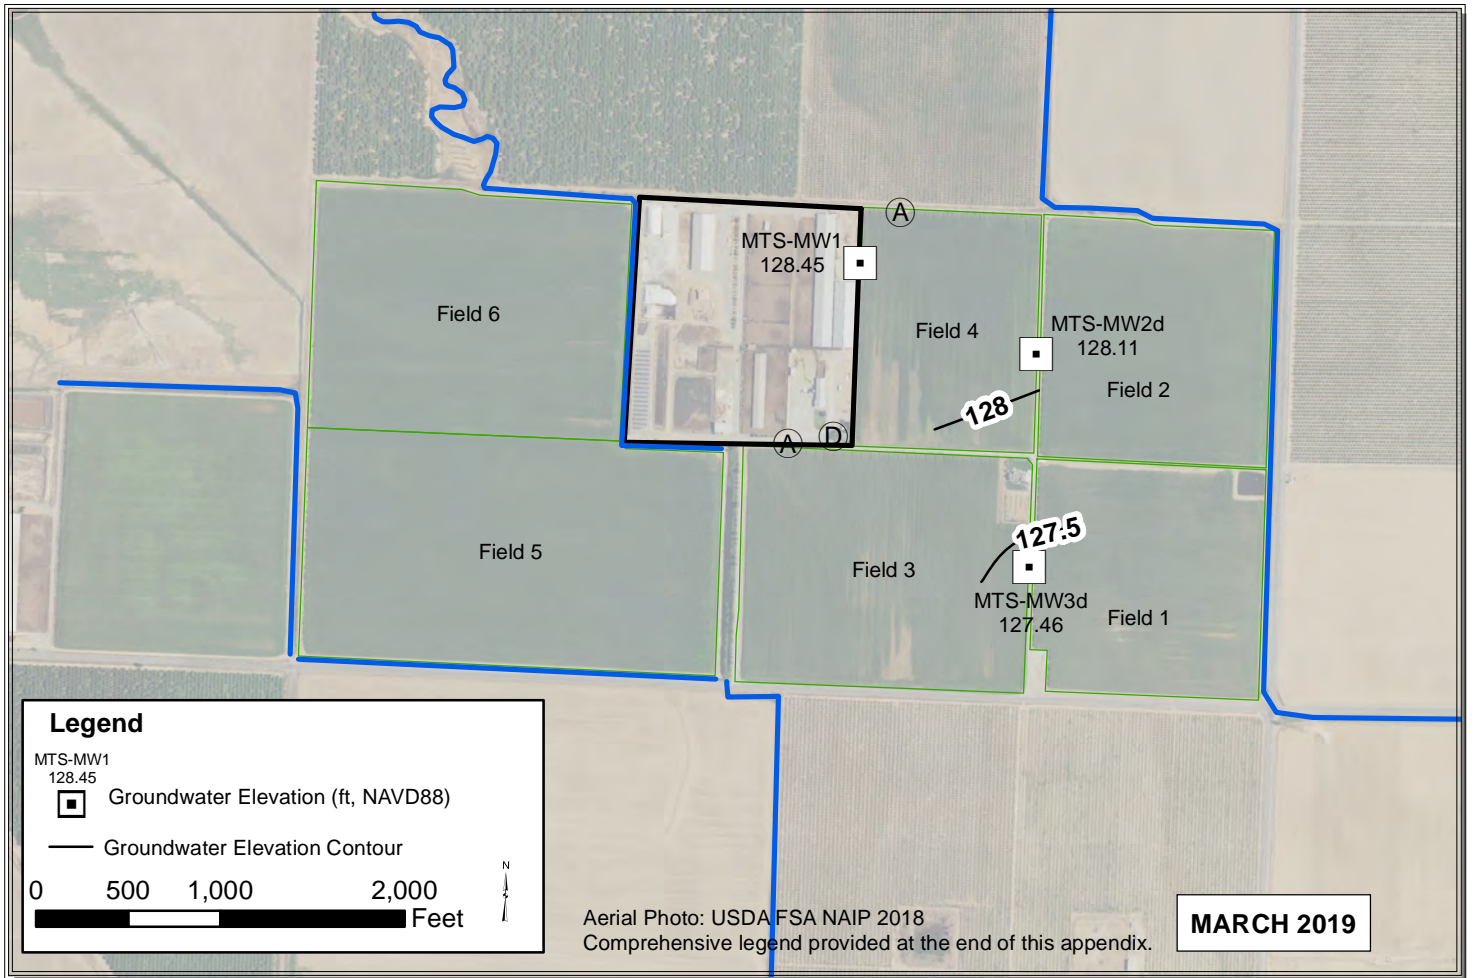 A
MTS-MW1
128.45
Field 6
Field 4
MTS-MW2d
128.11
Field 2
128
A
D
127.5
Field 5
Field 3
MTS-MW3d
127.46
Field 1
Legend
MTS-MW1
128.45
Groundwater Elevation (ft, NAVD88)
Groundwater Elevation Contour
0 500 1,000 2,000
Feet
N
Aerial Photo: USDA FSA NAIP 2018
Comprehensive legend provided at the end of this appendix.
MARCH 2019